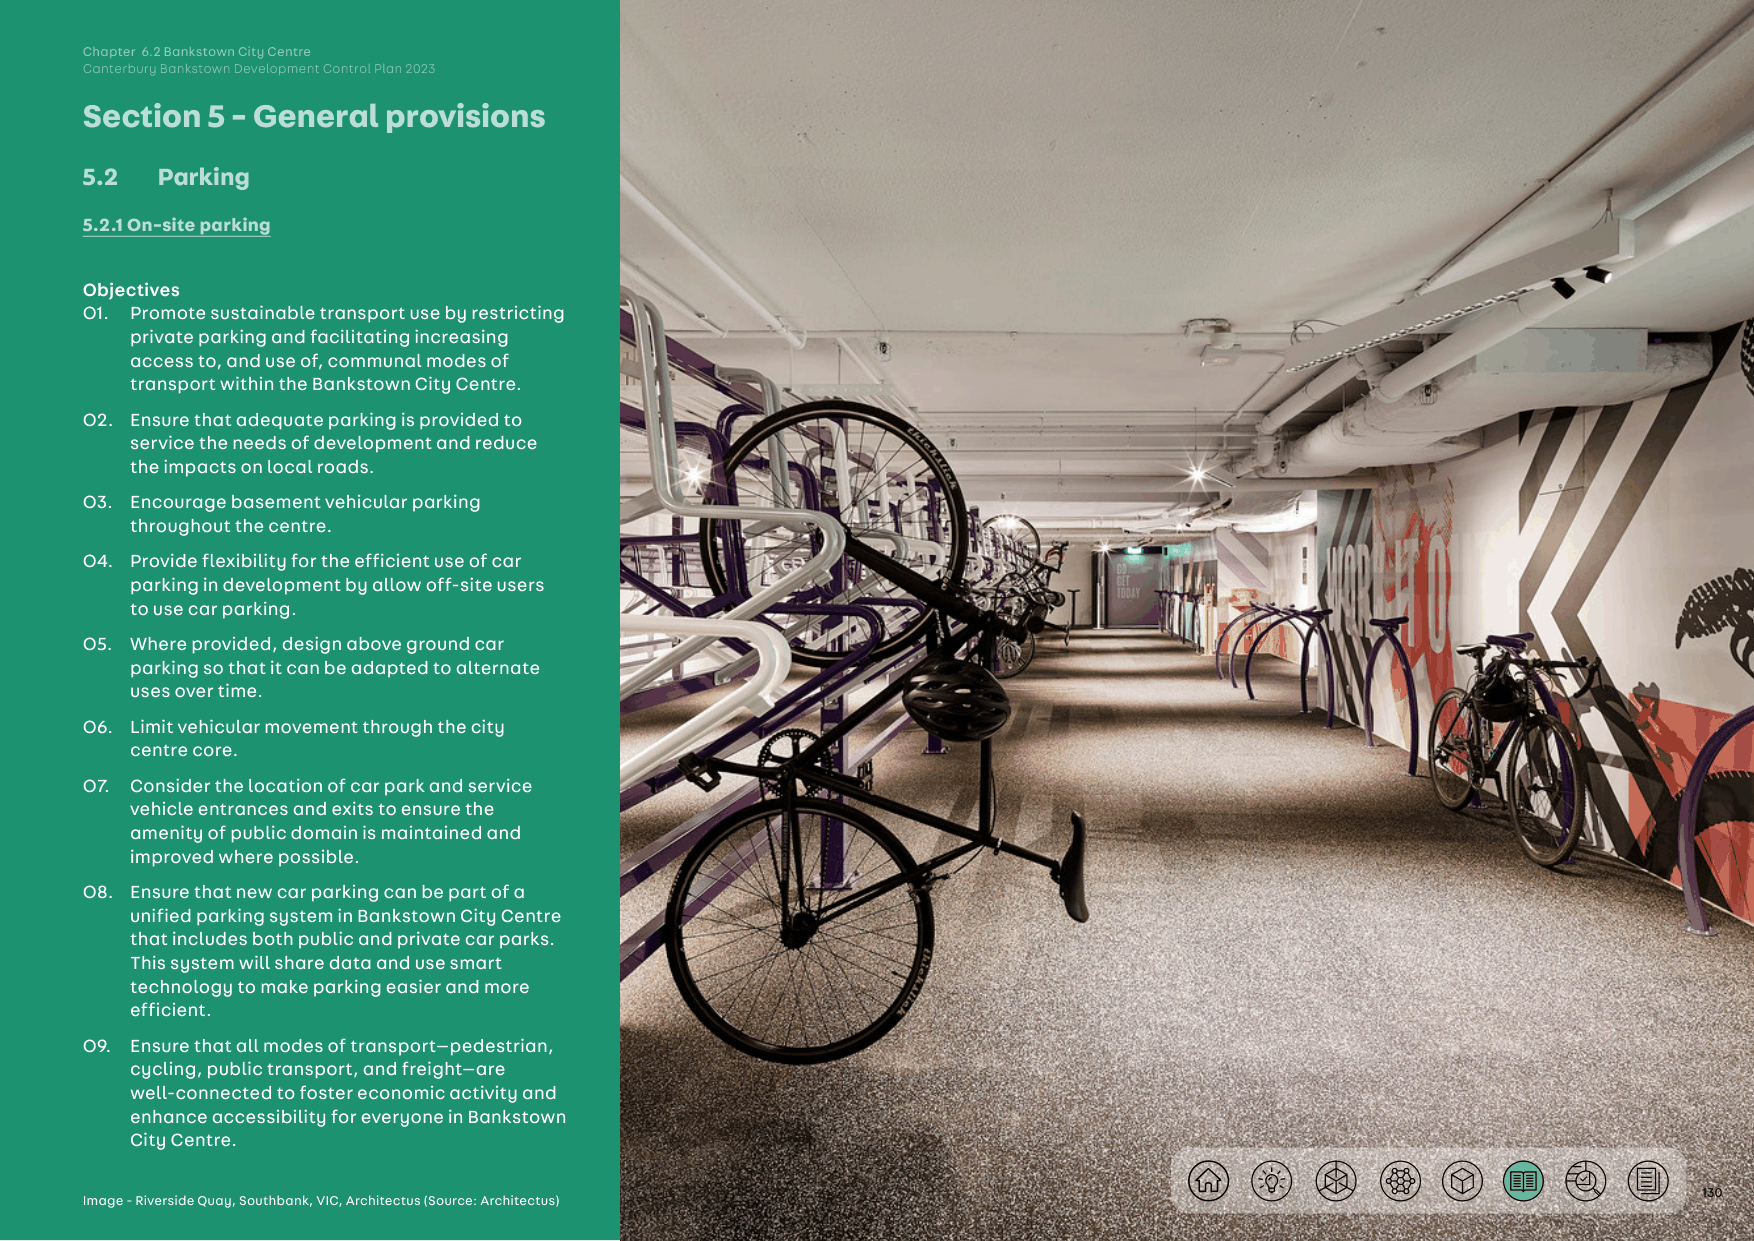 Chapter 6.2 Bankstown City Centre
Canterbury Bankstown Development Control Plan 2023
Section 5 - General provisions
5.2 Parking
5.2.1 On-site parking
Objectives
O1. Promote sustainable transport use by restricting
private parking and facilitating increasing
access to, and use of, communal modes of
transport within the Bankstown City Centre.
O2. Ensure that adequate parking is provided to
service the needs of development and reduce
the impacts on local roads.
O3. Encourage basement vehicular parking
throughout the centre.
O4. Provide flexibility for the efficient use of car
parking in development by allow off-site users
to use car parking.
O5. Where provided, design above ground car
parking so that it can be adapted to alternate
uses over time.
O6. Limit vehicular movement through the city
centre core.
O7. Consider the location of car park and service
vehicle entrances and exits to ensure the
amenity of public domain is maintained and
improved where possible.
O8. Ensure that new car parking can be part of a
unified parking system in Bankstown City Centre
that includes both public and private car parks.
This system will share data and use smart
technology to make parking easier and more
efficient.
O9. Ensure that all modes of transport—pedestrian,
cycling, public transport, and freight—are
well-connected to foster economic activity and
enhance accessibility for everyone in Bankstown
City Centre.
Image - Riverside Quay, Southbank, VIC, Architectus (Source: Architectus)
GO
GET
TODAY
WORK IT OUT
130